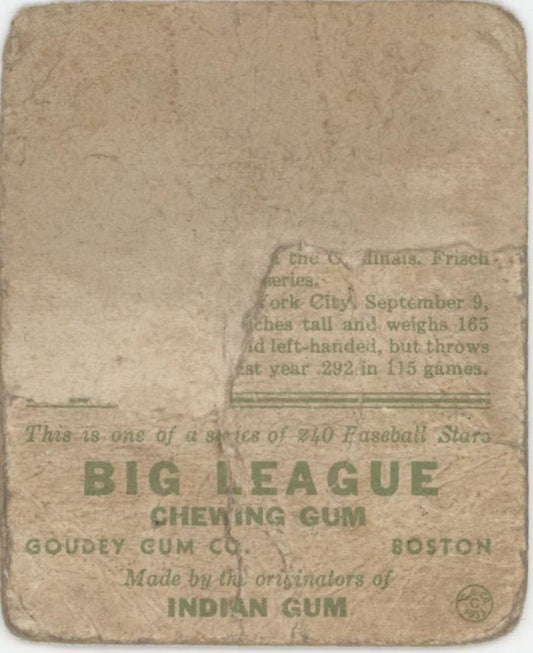 the Cardinals. Frisch
series.
York City, September 9,
ches tall and weighs 165
d left-handed, but throws
st year .292 in 115 games.
This is one of a series of 240 Baseball Stars
BIG LEAGUE
CHEWING GUM
GOUDEY GUM CO. BOSTON
Made by the originators of
INDIAN GUM